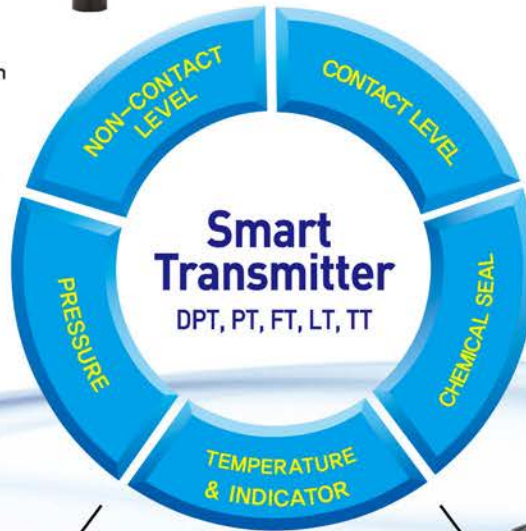 NON-CONTACT
LEVEL
CONTACT LEVEL
Smart
Transmitter
DPT, PT, FT, LT, TT
PRESSURE
CHEMICAL SEAL
TEMPERATURE
& INDICATOR